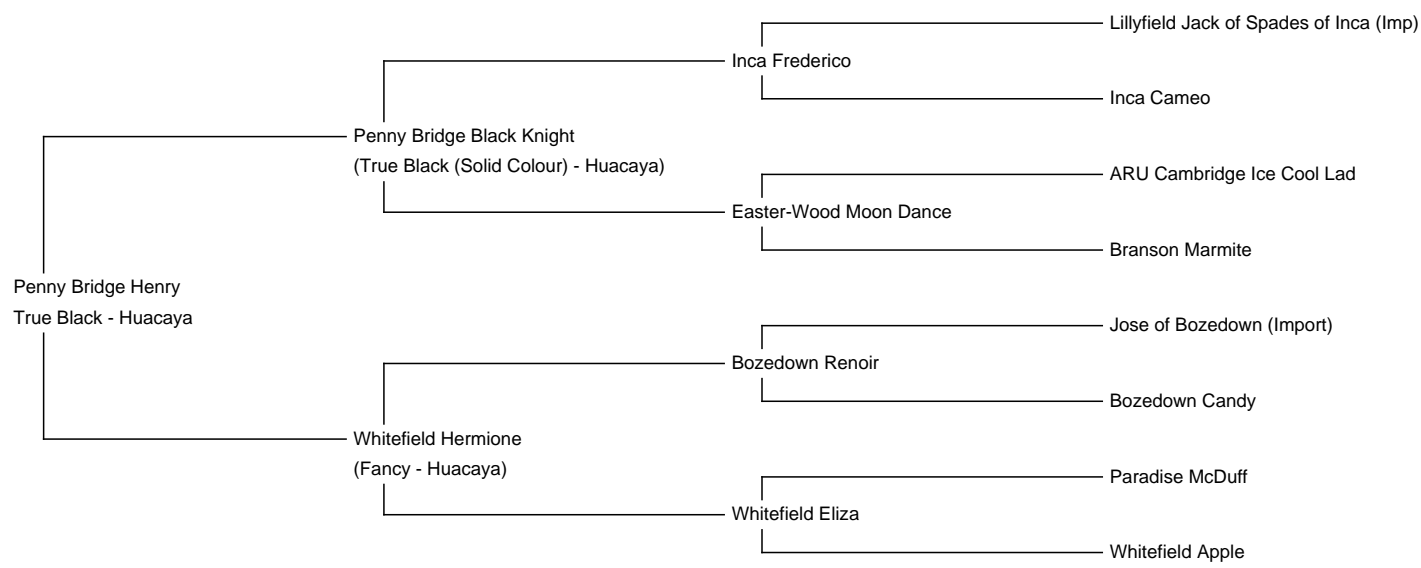 Lillyfield Jack of Spades of Inca (Imp)
Inca Frederico
Inca Cameo
Penny Bridge Black Knight
(True Black (Solid Colour) - Huacaya)
ARU Cambridge Ice Cool Lad
Easter-Wood Moon Dance
Branson Marmite
Penny Bridge Henry
True Black - Huacaya
Jose of Bozedown (Import)
Bozedown Renoir
Bozedown Candy
Whitefield Hermione
(Fancy - Huacaya)
Paradise McDuff
Whitefield Eliza
Whitefield Apple